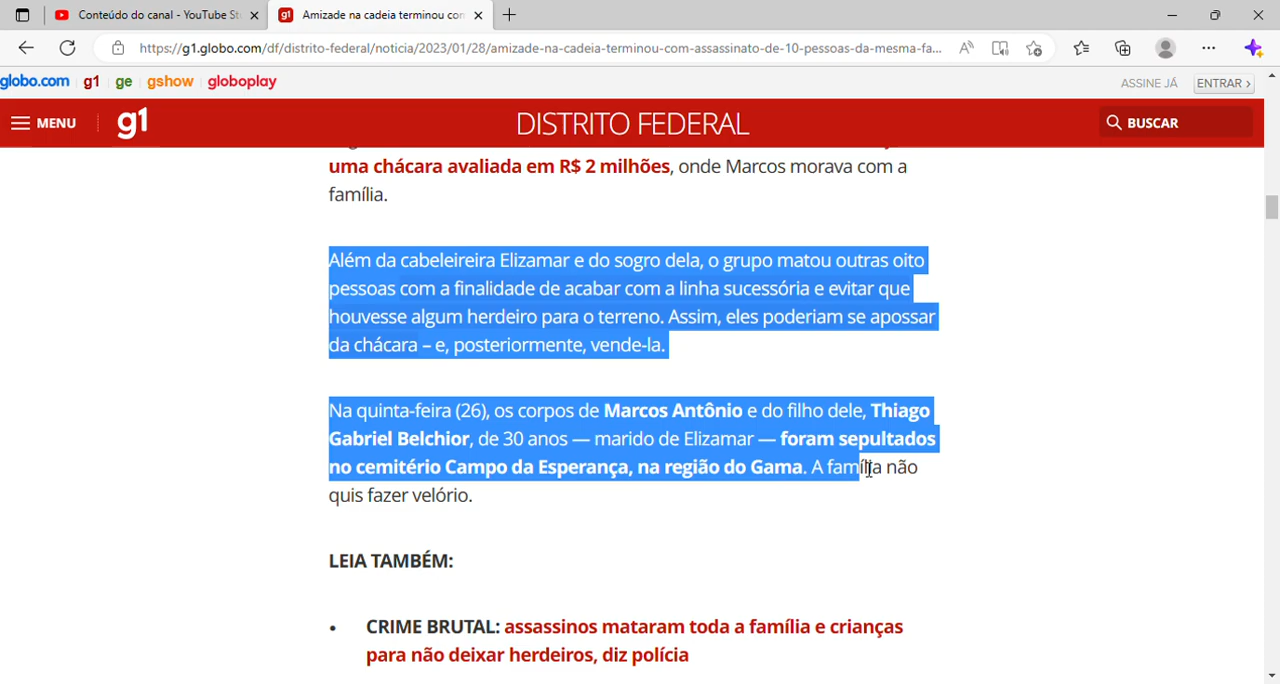 Conteúdo do canal - YouTube St
Amizade na cadeia terminou con
https://g1.globo.com/df/distrito-federal/noticia/2023/01/28/amizade-na-cadeia-terminou-com-assassinato-de-10-pessoas-da-mesma-fa...
globo.com g1 ge gshow globoplay
ASSINE JÁ ENTRAR ›
MENU g1 DISTRITO FEDERAL BUSCAR
uma chácara avaliada em R$ 2 milhões, onde Marcos morava com a
família.
Além da cabeleireira Elizamar e do sogro dela, o grupo matou outras oito
pessoas com a finalidade de acabar com a linha sucessória e evitar que
houvesse algum herdeiro para o terreno. Assim, eles poderiam se apossar
da chácara – e, posteriormente, vende-la.
Na quinta-feira (26), os corpos de Marcos Antônio e do filho dele, Thiago
Gabriel Belchior, de 30 anos — marido de Elizamar — foram sepultados
no cemitério Campo da Esperança, na região do Gama. A família não
quis fazer velório.
LEIA TAMBÉM:
• CRIME BRUTAL: assassinos mataram toda a família e crianças
para não deixar herdeiros, diz polícia